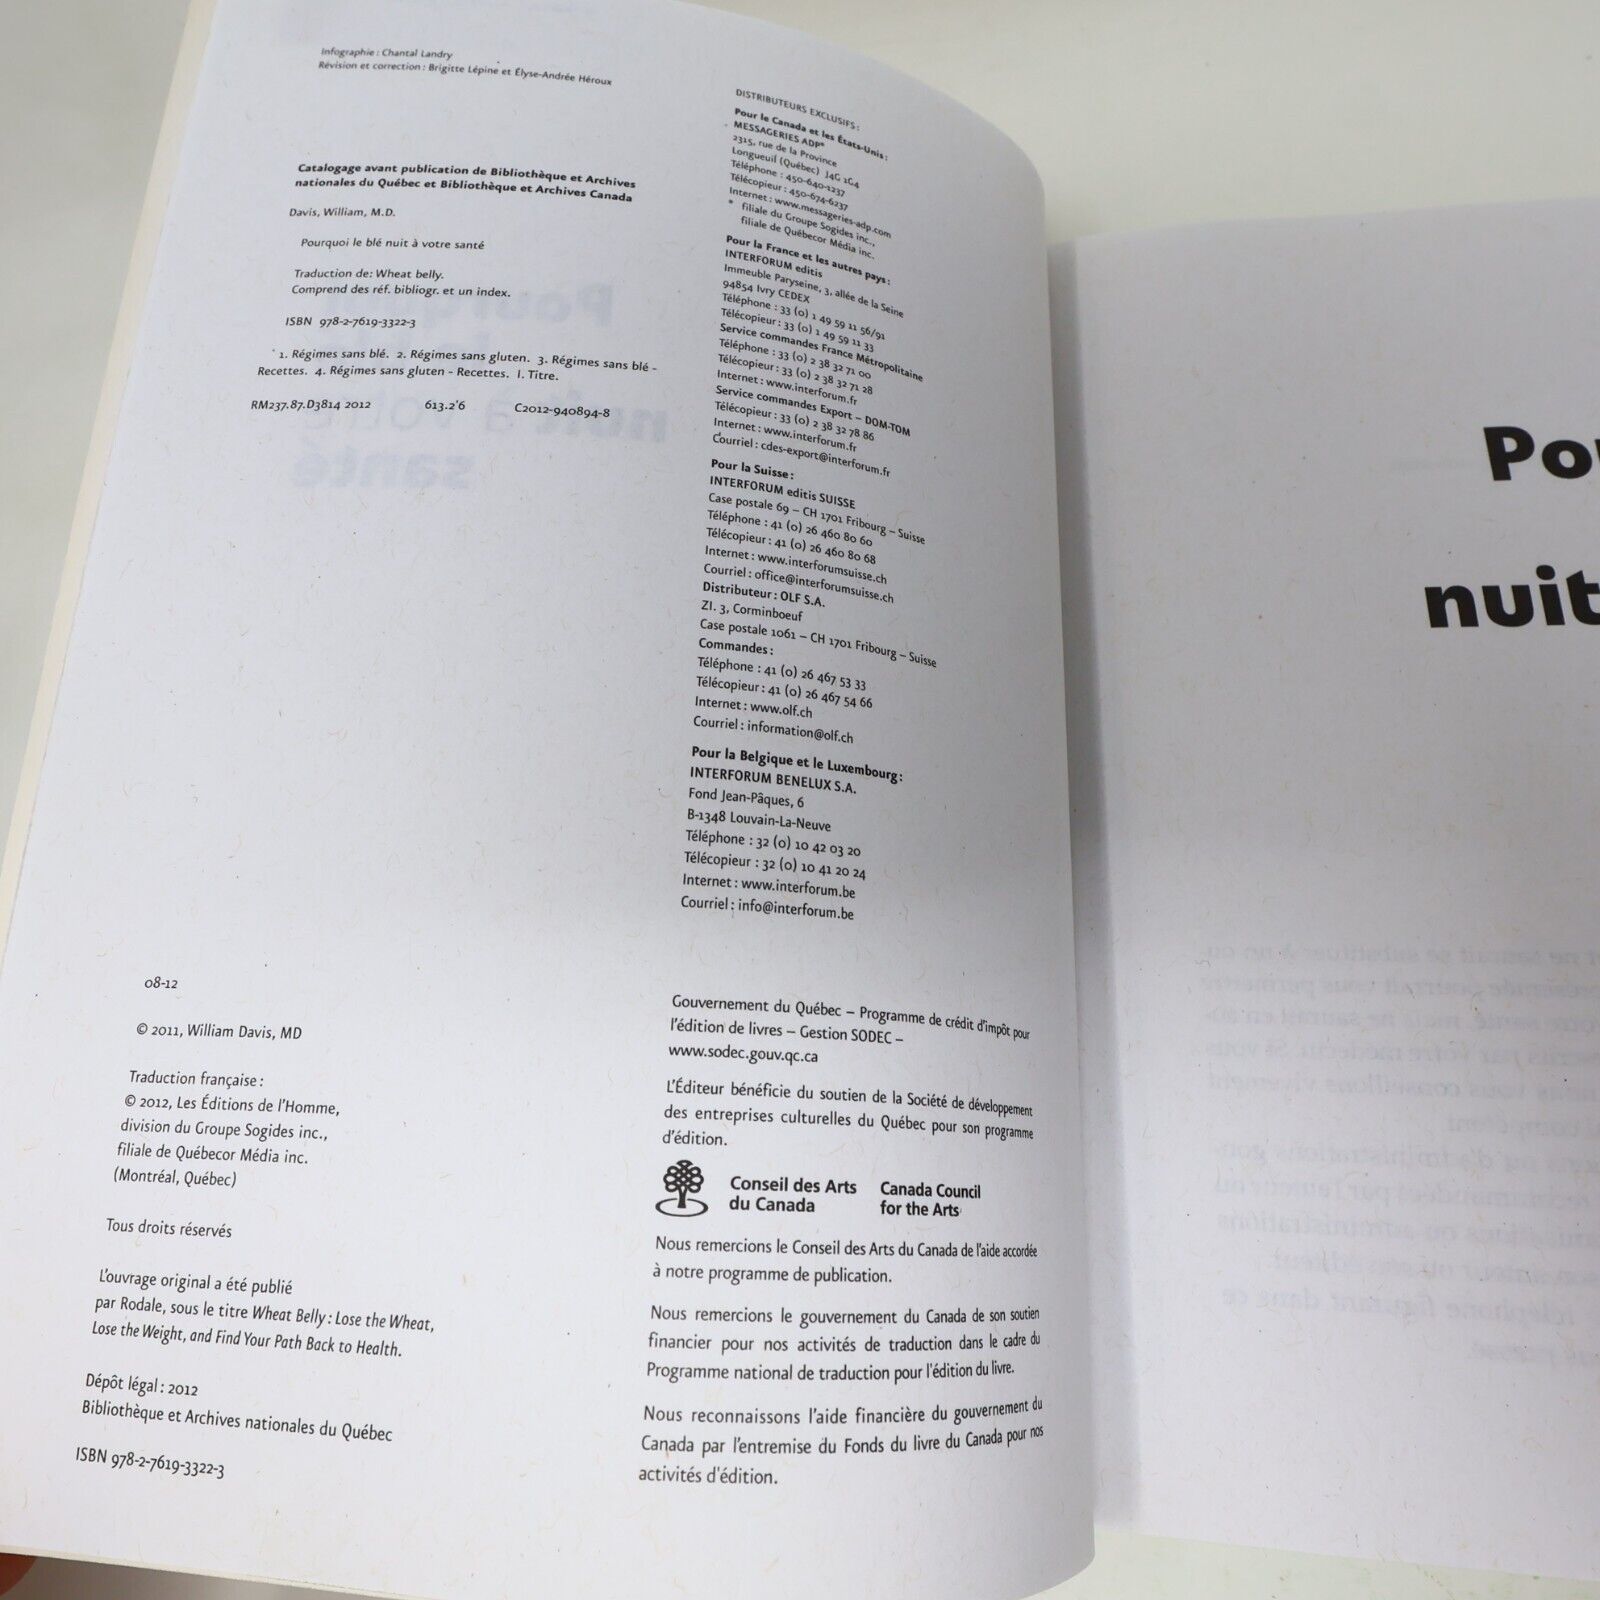 Infographie : Chantal Landry
Révision et correction : Brigitte Lépine et Élyse-Andrée Héroux
Catalogage avant publication de Bibliothèque et Archives
nationales du Québec et Bibliothèque et Archives Canada
Davis, William, M.D.
Pourquoi le blé nuit à votre santé
Traduction de: Wheat belly.
Comprend des réf. bibliogr. et un index.
ISBN 978-2-7619-3322-3
1. Régimes sans blé. 2. Régimes sans gluten. 3. Régimes sans blé -
Recettes. 4. Régimes sans gluten - Recettes. I. Titre.
RM237.87.D3814 2012 613.2'6 C2012-940894-8
08-12
© 2011, William Davis, MD
Traduction française :
© 2012, Les Éditions de l'Homme,
division du Groupe Sogides inc.,
filiale de Québecor Média inc.
(Montréal, Québec)
Tous droits réservés
L'ouvrage original a été publié
par Rodale, sous le titre Wheat Belly : Lose the Wheat,
Lose the Weight, and Find Your Path Back to Health.
Dépôt légal : 2012
Bibliothèque et Archives nationales du Québec
ISBN 978-2-7619-3322-3
DISTRIBUTEURS EXCLUSIFS :
Pour le Canada et les États-Unis :
MESSAGERIES ADP*
2315, rue de la Province
Longueuil (Québec) J4G 1G4
Téléphone : 450-640-1237
Télécopieur : 450-674-6237
Internet : www.messageries-adp.com
* filiale du Groupe Sogides inc.,
filiale de Québecor Média inc.
Pour la France et les autres pays :
INTERFORUM editis
Immeuble Paryseine, 3, allée de la Seine
94854 Ivry CEDEX
Téléphone : 33 (0) 1 49 59 11 56/91
Télécopieur : 33 (0) 1 49 59 11 33
Service commandes France Métropolitaine
Téléphone : 33 (0) 2 38 32 71 00
Télécopieur : 33 (0) 2 38 32 71 28
Internet : www.interforum.fr
Service commandes Export – DOM-TOM
Télécopieur : 33 (0) 2 38 32 78 86
Internet : www.interforum.fr
Courriel : cdes-export@interforum.fr
Pour la Suisse :
INTERFORUM editis SUISSE
Case postale 69 – CH 1701 Fribourg – Suisse
Téléphone : 41 (0) 26 460 80 60
Télécopieur : 41 (0) 26 460 80 68
Internet : www.interforumsuisse.ch
Courriel : office@interforumsuisse.ch
Distributeur : OLF S.A.
ZI. 3, Corminboeuf
Case postale 1061 – CH 1701 Fribourg – Suisse
Commandes :
Téléphone : 41 (0) 26 467 53 33
Télécopieur : 41 (0) 26 467 54 66
Internet : www.olf.ch
Courriel : information@olf.ch
Pour la Belgique et le Luxembourg :
INTERFORUM BENELUX S.A.
Fond Jean-Pâques, 6
B-1348 Louvain-La-Neuve
Téléphone : 32 (0) 10 42 03 20
Télécopieur : 32 (0) 10 41 20 24
Internet : www.interforum.be
Courriel : info@interforum.be
Gouvernement du Québec – Programme de crédit d'impôt pour
l'édition de livres – Gestion SODEC –
www.sodec.gouv.qc.ca
L'Éditeur bénéficie du soutien de la Société de développement
des entreprises culturelles du Québec pour son programme
d'édition.
Conseil des Arts Canada Council
du Canada for the Arts
Nous remercions le Conseil des Arts du Canada de l'aide accordée
à notre programme de publication.
Nous remercions le gouvernement du Canada de son soutien
financier pour nos activités de traduction dans le cadre du
Programme national de traduction pour l'édition du livre.
Nous reconnaissons l'aide financière du gouvernement du
Canada par l'entremise du Fonds du livre du Canada pour nos
activités d'édition.
nuit